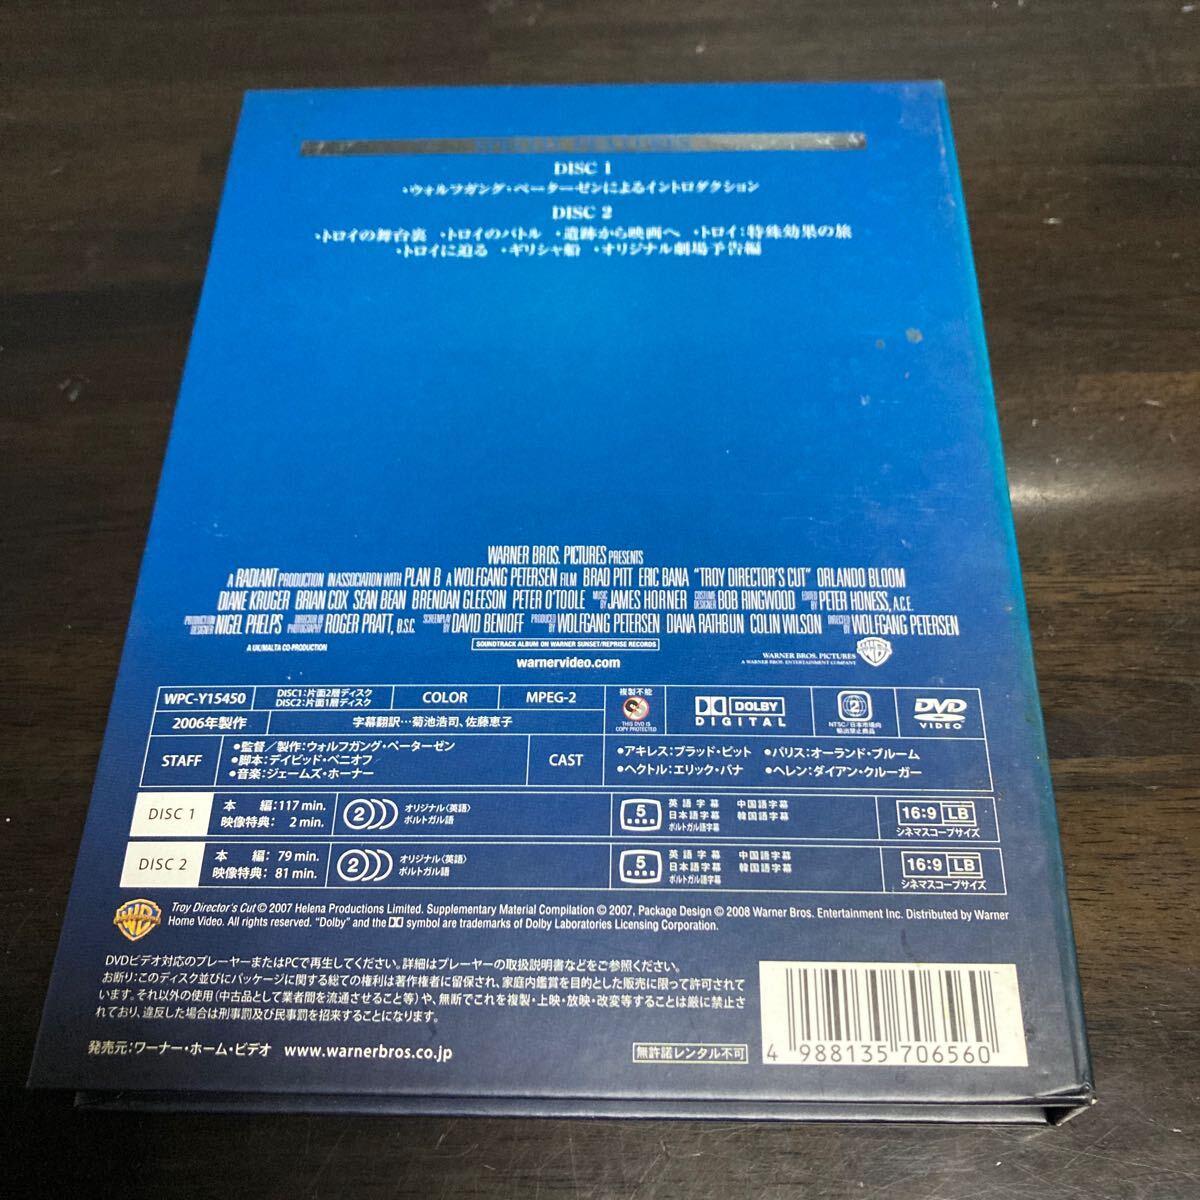 DISC 1
・ウォルフガング・ペーターゼンによるイントロダクション
DISC 2
・トロイの舞台裏 ・トロイのバトル ・遺跡から映画へ ・トロイ:特殊効果の旅
・トロイに迫る ・ギリシャ船 ・オリジナル劇場予告編
WARNER BROS. PICTURES PRESENTS
A RADIANT PRODUCTION IN ASSOCIATION WITH PLAN B A WOLFGANG PETERSEN FILM BRAD PITT ERIC BANA "TROY DIRECTOR'S CUT" ORLANDO BLOOM
DIANE KRUGER BRIAN COX SEAN BEAN BRENDAN GLEESON PETER O'TOOLE MUSIC BY JAMES HORNER COSTUME DESIGNER BOB RINGWOOD EDITED BY PETER HONESS, A.C.E.
PRODUCTION DESIGNER NIGEL PHELPS DIRECTOR OF PHOTOGRAPHY ROGER PRATT, B.S.C. SCREENPLAY BY DAVID BENIOFF PRODUCED BY WOLFGANG PETERSEN DIANA RATHBUN COLIN WILSON DIRECTED BY WOLFGANG PETERSEN
A UK/MALTA CO-PRODUCTION
SOUNDTRACK ALBUM ON WARNER SUNSET/REPRISE RECORDS
warnervideo.com
WARNER BROS. PICTURES
A WARNER BROS. ENTERTAINMENT COMPANY
WPC-Y15450
DISC1:片面2層ディスク
DISC2:片面1層ディスク
COLOR
MPEG-2
2006年製作
字幕翻訳…菊池浩司、佐藤恵子
複製不能
THIS DVD IS COPY PROTECTED
DOLBY
DIGITAL
2
NTSC/日本市場向
輸出禁止商品
DVD
VIDEO
STAFF
●監督/製作:ウォルフガング・ペーターゼン
●脚本:デイビッド・ベニオフ
●音楽:ジェームズ・ホーナー
CAST
●アキレス:ブラッド・ピット ●パリス:オーランド・ブルーム
●ヘクトル:エリック・バナ ●ヘレン:ダイアン・クルーガー
DISC 1
本 編:117 min.
映像特典: 2 min.
2
オリジナル〈英語〉
ポルトガル語
5
英語字幕 中国語字幕
日本語字幕 韓国語字幕
ポルトガル語字幕
16:9 LB
シネマスコープサイズ
DISC 2
本 編: 79 min.
映像特典: 81 min.
2
オリジナル〈英語〉
ポルトガル語
5
英語字幕 中国語字幕
日本語字幕 韓国語字幕
ポルトガル語字幕
16:9 LB
シネマスコープサイズ
Troy Director's Cut © 2007 Helena Productions Limited. Supplementary Material Compilation © 2007, Package Design © 2008 Warner Bros. Entertainment Inc. Distributed by Warner
Home Video. All rights reserved. "Dolby" and the DD symbol are trademarks of Dolby Laboratories Licensing Corporation.
DVDビデオ対応のプレーヤーまたはPCで再生してください。詳細はプレーヤーの取扱説明書などをご参照ください。
お断り:このディスク並びにパッケージに関する総ての権利は著作権者に留保され、家庭内鑑賞を目的とした販売に限って許可されて
います。それ以外の使用(中古品として業者間を流通させること等)や、無断でこれを複製・上映・放映・改変等することは厳に禁止さ
れており、違反した場合は刑事罰及び民事罰を招来することになります。
発売元:ワーナー・ホーム・ビデオ www.warnerbros.co.jp
無許諾レンタル不可
4 988135 706560